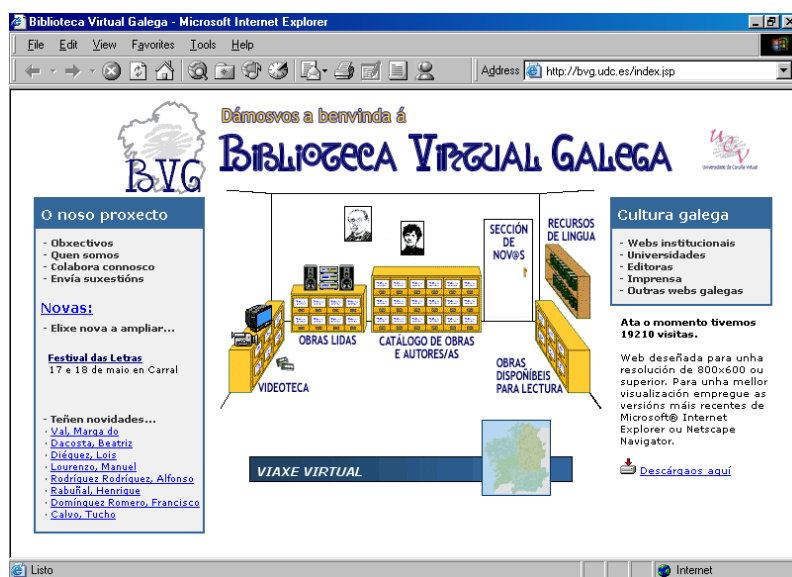 Biblioteca Virtual Galega - Microsoft Internet Explorer
File Edit View Favorites Tools Help
Address http://bvg.udc.es/index.jsp
BVG
Dámosvos a benvinda á
Biblioteca Virtual Galega
UCV
Universidade da Coruña Virtual
O noso proxecto
- Obxectivos
- Quen somos
- Colabora connosco
- Envía suxestións
Novas:
- Elixe nova a ampliar...
Festival das Letras
17 e 18 de maio en Carral
- Teñen novidades...
· Val, Marga do
· Dacosta, Beatriz
· Diéguez, Lois
· Lourenzo, Manuel
· Rodríguez Rodríguez, Alfonso
· Rabuñal, Henrique
· Domínguez Romero, Francisco
· Calvo, Tucho
SECCIÓN
DE
NOV@S
RECURSOS
DE LINGUA
OBRAS LIDAS
CATÁLOGO DE OBRAS
E AUTORES/AS
VIDEOTECA
OBRAS
DISPOÑÍBEIS
PARA LECTURA
VIAXE VIRTUAL
Cultura galega
- Webs institucionais
- Universidades
- Editoras
- Imprensa
- Outras webs galegas
Ata o momento tivemos
19210 visitas.
Web deseñada para unha
resolución de 800x600 ou
superior. Para unha mellor
visualización empregue as
versións máis recentes de
Microsoft® Internet
Explorer ou Netscape
Navigator.
Descárgaos aquí
Listo
Internet